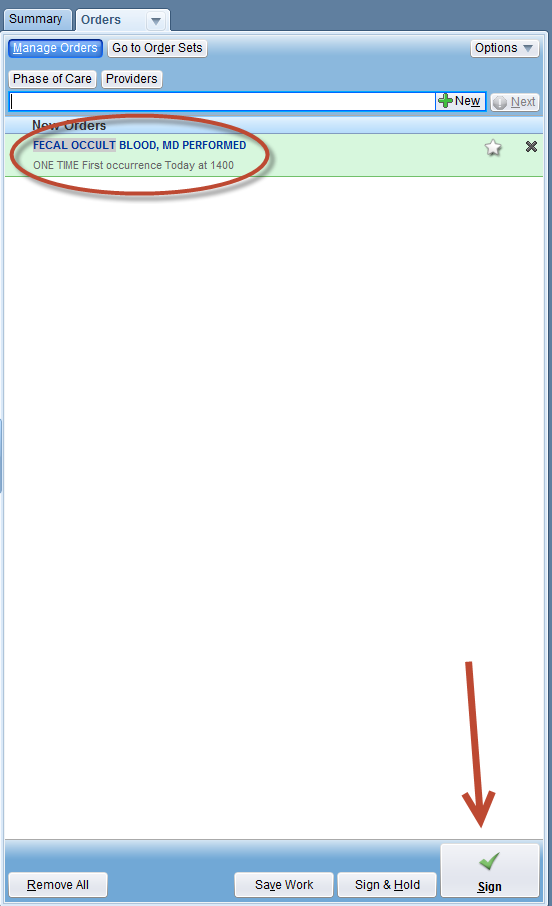 Summary Orders
Manage Orders Go to Order Sets Options
Phase of Care Providers
New Next
New Orders
FECAL OCCULT BLOOD, MD PERFORMED
ONE TIME First occurrence Today at 1400
Remove All Save Work Sign & Hold Sign